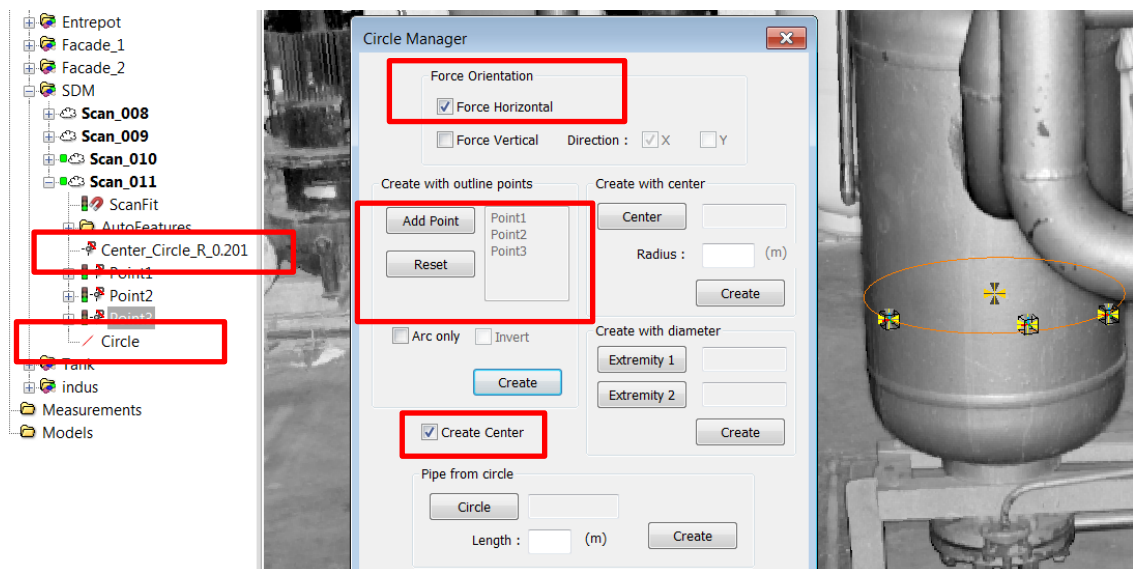 Entrepot
Facade_1
Facade_2
SDM
Scan_008
Scan_009
Scan_010
Scan_011
ScanFit
AutoFeatures
Center_Circle_R_0.201
Point1
Point2
Point3
Circle
Tank
indus
Measurements
Models
Circle Manager
Force Orientation
Force Horizontal
Force Vertical Direction : X Y
Create with outline points
Add Point
Reset
Point1
Point2
Point3
Arc only Invert
Create
Create Center
Create with center
Center
Radius : (m)
Create
Create with diameter
Extremity 1
Extremity 2
Create
Pipe from circle
Circle
Length : (m) Create